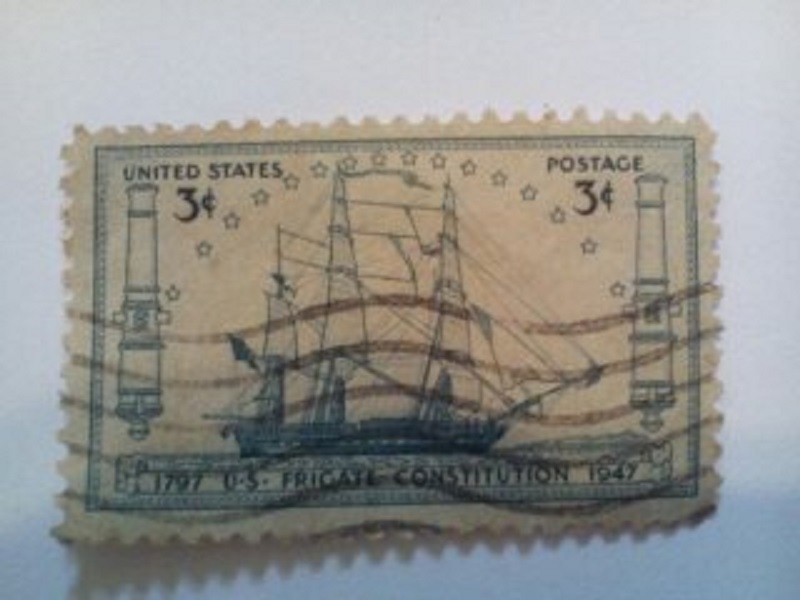 UNITED STATES POSTAGE
3¢ 3¢
1797 U·S· FRIGATE CONSTITUTION 1947